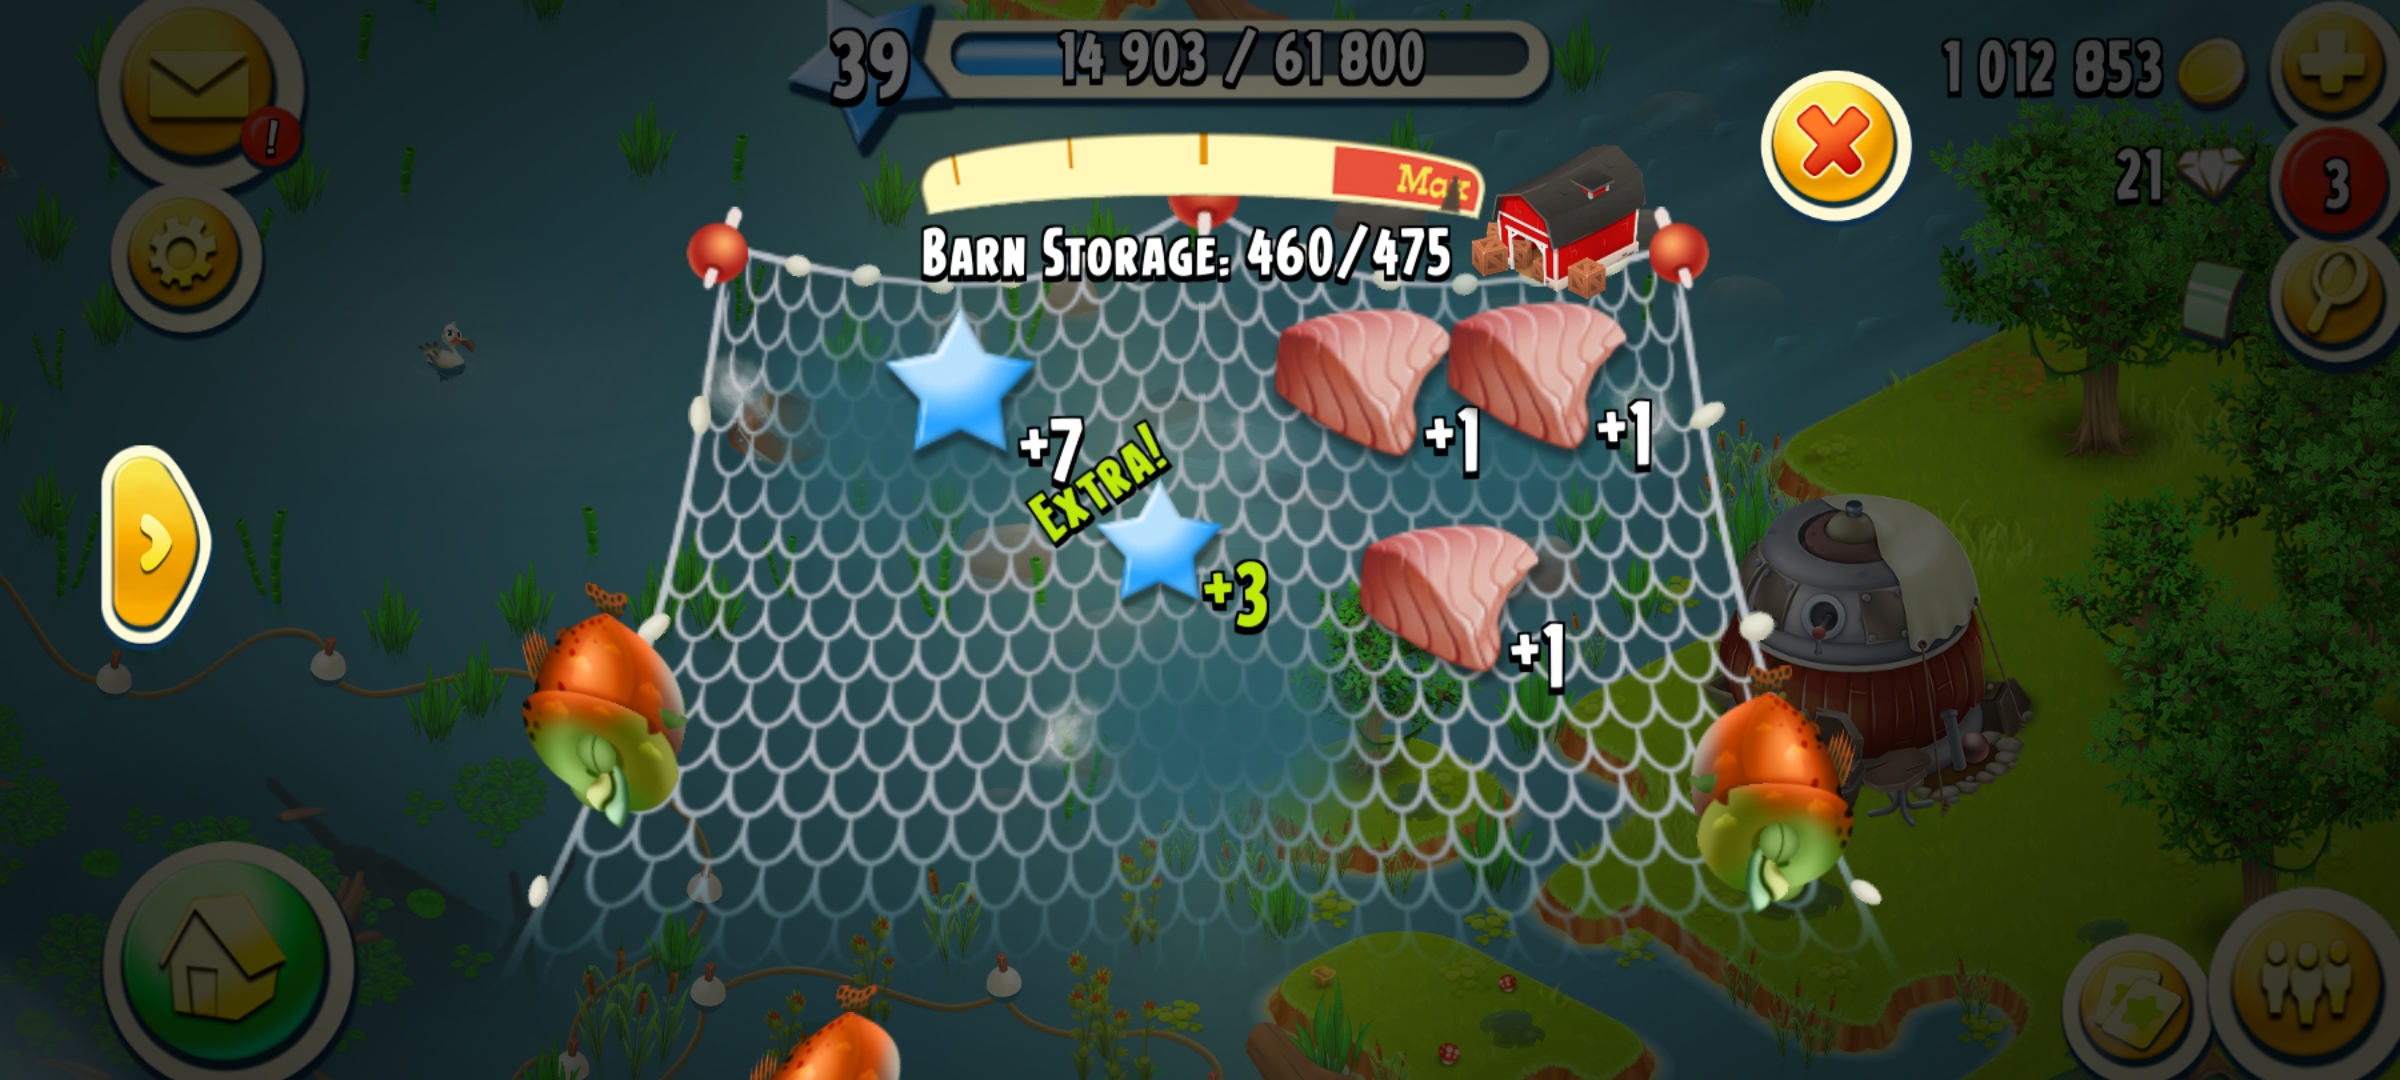 39
14 903 / 61 800
1 012 853
!
21
3
Max
BARN STORAGE: 460/475
+7
+1
+1
EXTRA!
+3
+1